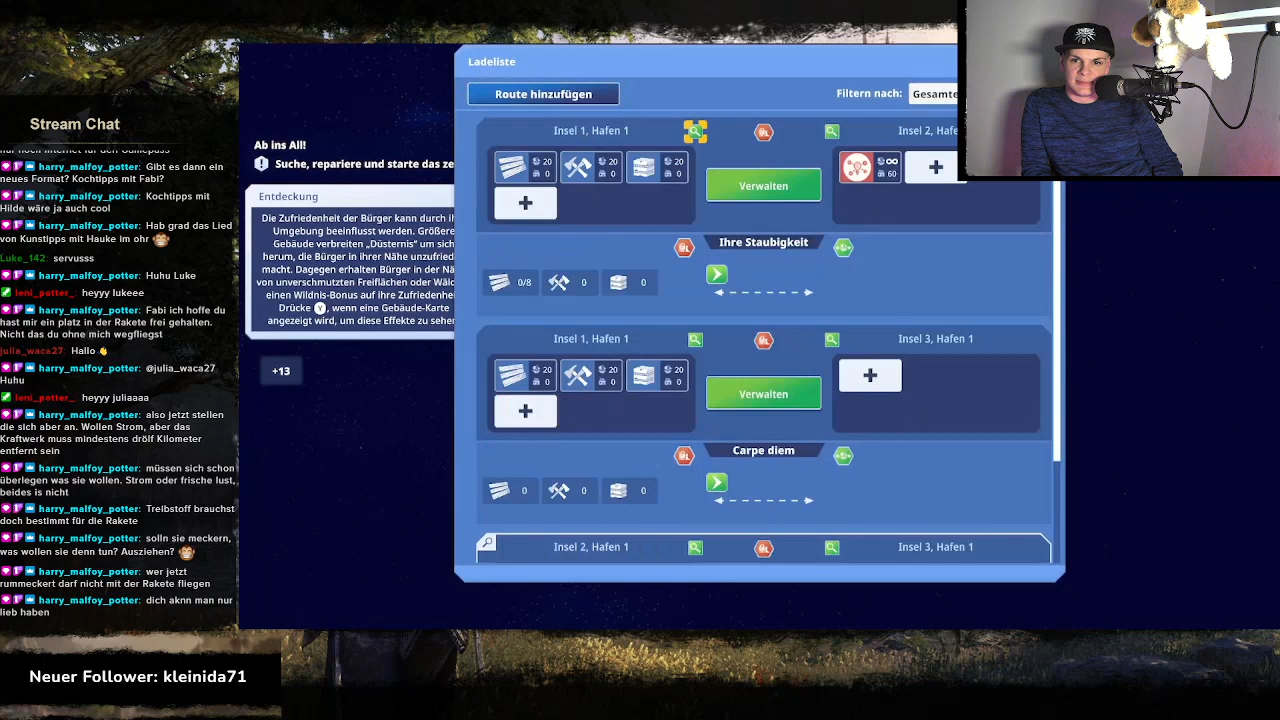 Stream Chat
nur noch Internet für den Gamepass
harry_malfoy_potter: Gibt es dann ein
neues Format? Kochtipps mit Fabi?
harry_malfoy_potter: Kochtipps mit
Hilde wäre ja auch cool
harry_malfoy_potter: Hab grad das Lied
von Kunstipps mit Hauke im ohr
Luke_142: servusss
harry_malfoy_potter: Huhu Luke
leni_potter_: heyyy lukeee
harry_malfoy_potter: Fabi ich hoffe du
hast mir ein platz in der Rakete frei gehalten.
Nicht das du ohne mich wegfliegst
julia_waca27: Hallo
harry_malfoy_potter: @julia_waca27
Huhu
leni_potter_: heyyy juliaaaa
harry_malfoy_potter: also jetzt stellen
die sich aber an. Wollen Strom, aber das
Kraftwerk muss mindestens drölf Kilometer
entfernt sein
harry_malfoy_potter: müssen sich schon
überlegen was sie wollen. Strom oder frische lust,
beides is nicht
harry_malfoy_potter: Treibstoff brauchst
doch bestimmt für die Rakete
harry_malfoy_potter: solln sie meckern,
was wollen sie denn tun? Ausziehen?
harry_malfoy_potter: wer jetzt
rummeckert darf nicht mit der Rakete fliegen
harry_malfoy_potter: dich aknn man nur
lieb haben
Neuer Follower: kleinida71
Ab ins All!
Suche, repariere und starte das ze
Entdeckung
Die Zufriedenheit der Bürger kann durch ih
Umgebung beeinflusst werden. Größere
Gebäude verbreiten „Düsternis" um sich
herum, die Bürger in ihrer Nähe unzufried
macht. Dagegen erhalten Bürger in der Nä
von unverschmutzten Freiflächen oder Wäld
einen Wildnis-Bonus auf ihre Zufriedenhe
Drücke Y, wenn eine Gebäude-Karte
angezeigt wird, um diese Effekte zu sehe
+13
Ladeliste
Route hinzufügen
Filtern nach: Gesamte
Insel 1, Hafen 1
Insel 2, Hafe
20 0 20 0 20 0
Verwalten
∞ 60
Ihre Staubigkeit
0/8 0 0
Insel 1, Hafen 1
Insel 3, Hafen 1
20 0 20 0 20 0
Verwalten
Carpe diem
0 0 0
Insel 2, Hafen 1
Insel 3, Hafen 1